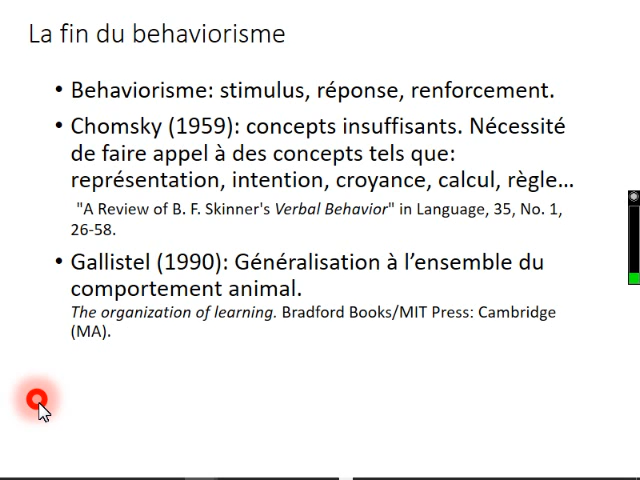 La fin du behaviorisme
• Behaviorisme: stimulus, réponse, renforcement.
• Chomsky (1959): concepts insuffisants. Nécessité
de faire appel à des concepts tels que:
représentation, intention, croyance, calcul, règle…
"A Review of B. F. Skinner's Verbal Behavior" in Language, 35, No. 1,
26-58.
• Gallistel (1990): Généralisation à l’ensemble du
comportement animal.
The organization of learning. Bradford Books/MIT Press: Cambridge
(MA).